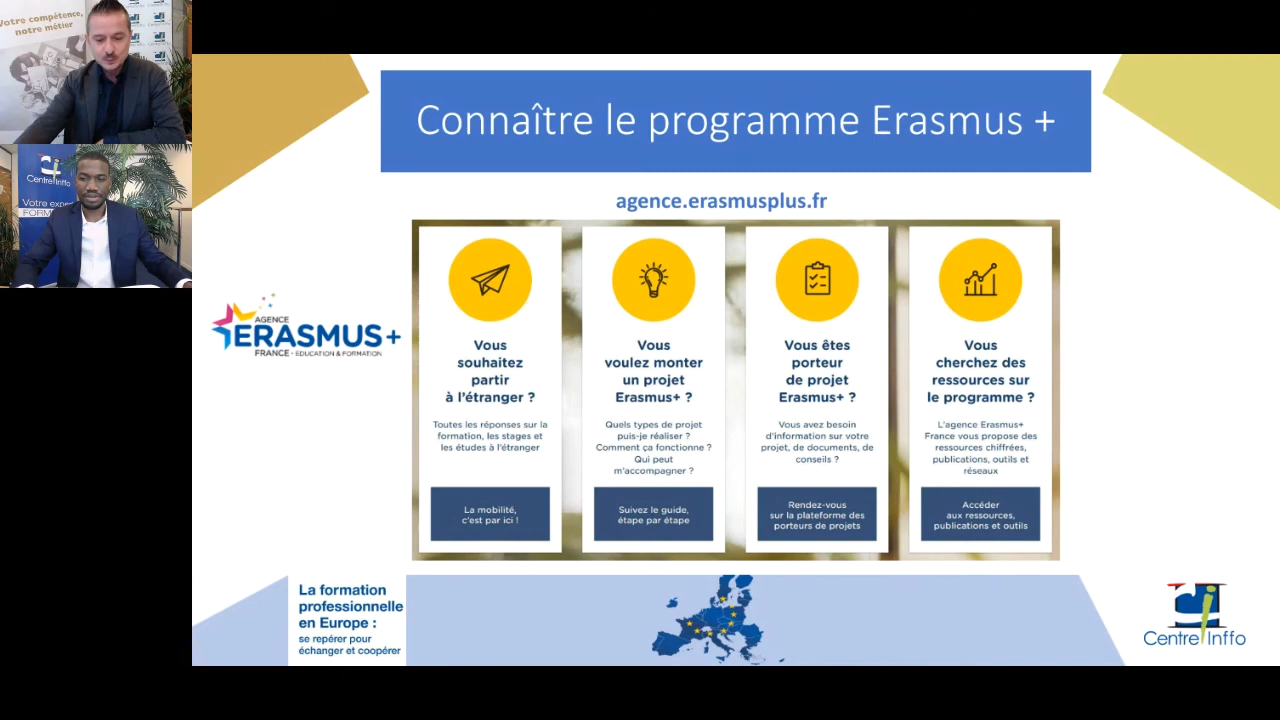 Votre compétence,
notre métier
Centre Inffo
Votre
FORM
Connaître le programme Erasmus +
agence.erasmusplus.fr
AGENCE
ERASMUS+
FRANCE - EDUCATION & FORMATION
Vous
souhaitez
partir
à l'étranger ?
Toutes les réponses sur la
formation, les stages et
les études à l'étranger
La mobilité,
c'est par ici !
Vous
voulez monter
un projet
Erasmus+ ?
Quels types de projet
puis-je réaliser ?
Comment ça fonctionne ?
Qui peut
m'accompagner ?
Suivez le guide,
étape par étape
Vous êtes
porteur
de projet
Erasmus+ ?
Vous avez besoin
d'information sur votre
projet, de documents, de
conseils ?
Rendez-vous
sur la plateforme des
porteurs de projets
Vous
cherchez des
ressources sur
le programme ?
L'agence Erasmus+
France vous propose des
ressources chiffrées,
publications, outils et
réseaux
Accéder
aux ressources,
publications et outils
La formation
professionnelle
en Europe :
se repérer pour
échanger et coopérer
Centre Inffo